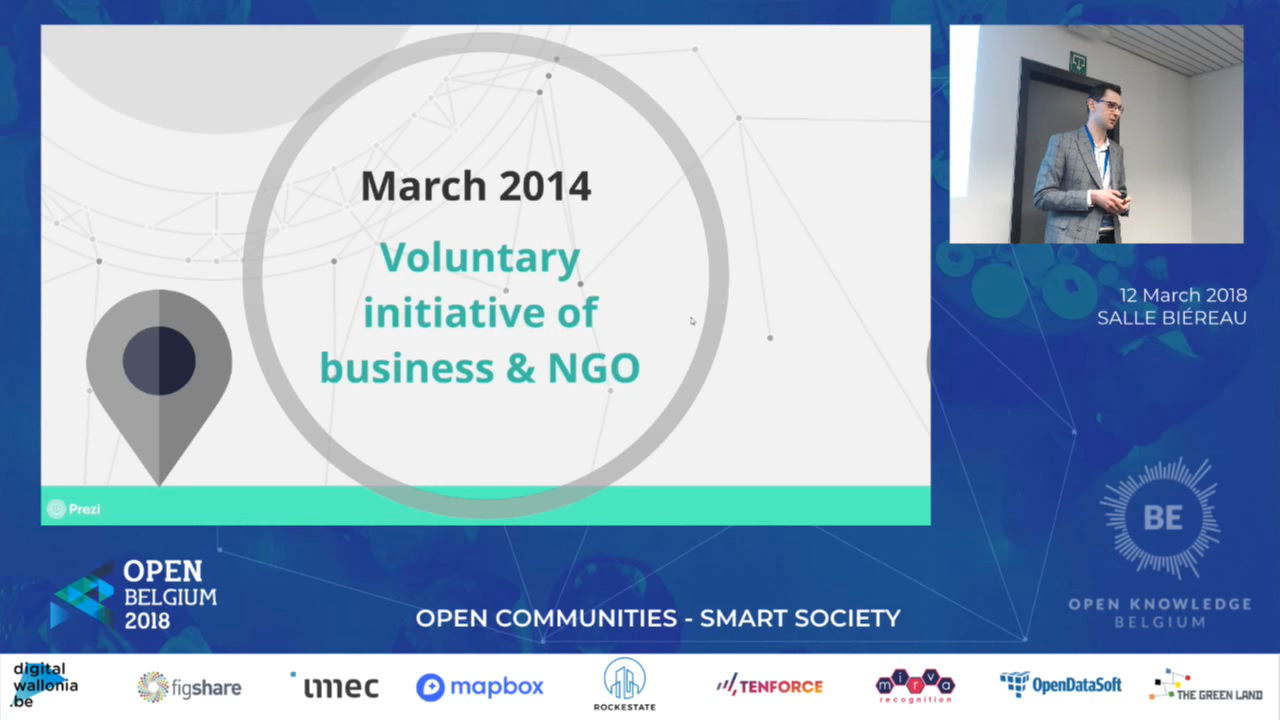 March 2014
Voluntary
initiative of
business & NGO
Prezi
12 March 2018
SALLE BIÉREAU
BE
OPEN KNOWLEDGE
BELGIUM
OPEN
BELGIUM
2018
OPEN COMMUNITIES - SMART SOCIETY
digital
wallonia
.be
figshare
imec
mapbox
ROCKESTATE
TENFORCE
mirva
recognition
OpenDataSoft
THE GREEN LAND